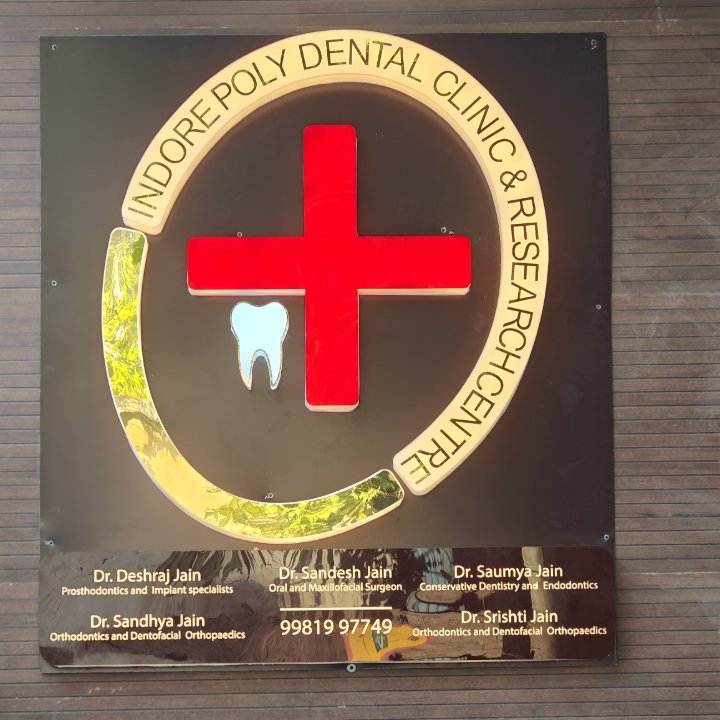 INDORE POLY DENTAL CLINIC & RESEARCH CENTRE
Dr. Deshraj Jain
Prosthodontics and Implant specialists
Dr. Sandesh Jain
Oral and Maxillofacial Surgeon
Dr. Saumya Jain
Conservative Dentistry and Endodontics
Dr. Sandhya Jain
Orthodontics and Dentofacial Orthopaedics
99819 97749
Dr. Srishti Jain
Orthodontics and Dentofacial Orthopaedics